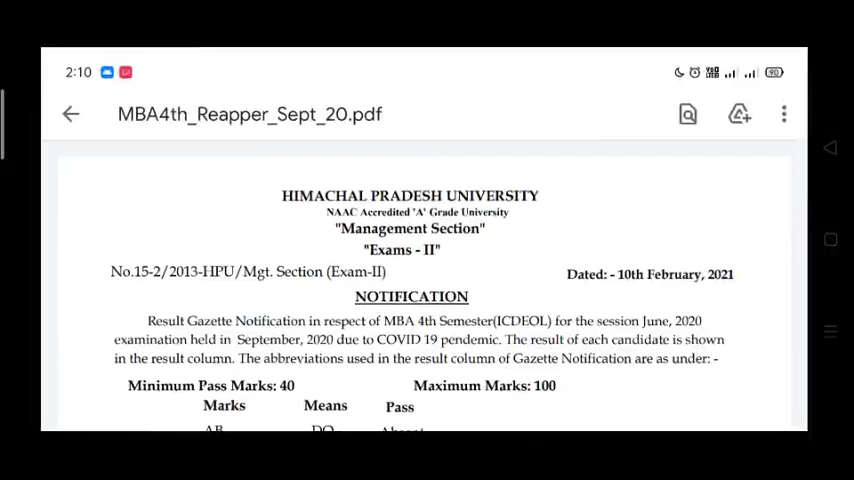 2:10
90
MBA4th_Reapper_Sept_20.pdf
HIMACHAL PRADESH UNIVERSITY
NAAC Accredited 'A' Grade University
"Management Section"
"Exams - II"
No.15-2/2013-HPU/Mgt. Section (Exam-II)
Dated: - 10th February, 2021
NOTIFICATION
Result Gazette Notification in respect of MBA 4th Semester(ICDEOL) for the session June, 2020
examination held in September, 2020 due to COVID 19 pendemic. The result of each candidate is shown
in the result column. The abbreviations used in the result column of Gazette Notification are as under: -
Minimum Pass Marks: 40 Maximum Marks: 100
Marks Means Pass
AB DO Absent